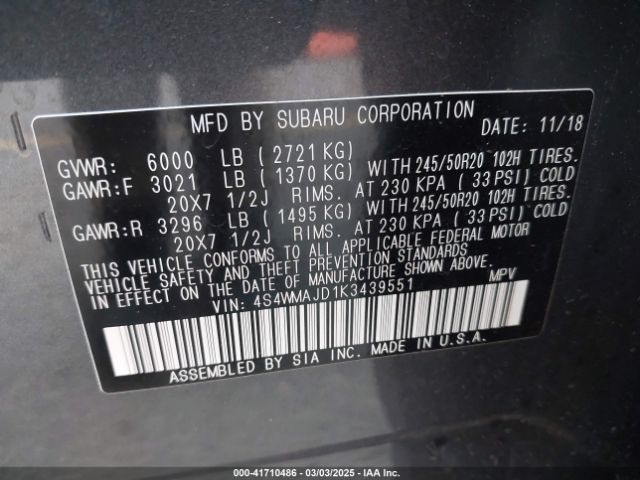 MFD BY SUBARU CORPORATION
DATE: 11/18
GVWR: 6000 LB ( 2721 KG)
GAWR:F 3021 LB ( 1370 KG) WITH 245/50R20 102H TIRES.
20X7 1/2J RIMS. AT 230 KPA ( 33 PSI) COLD
GAWR:R 3296 LB ( 1495 KG) WITH 245/50R20 102H TIRES.
20X7 1/2J RIMS. AT 230 KPA ( 33 PSI) COLD
THIS VEHICLE CONFORMS TO ALL APPLICABLE FEDERAL MOTOR
VEHICLE SAFETY AND THEFT PREVENTION STANDARDS
IN EFFECT ON THE DATE OF MANUFACTURE SHOWN ABOVE.
VIN: 4S4WMAJD1K3439551 MPV
ASSEMBLED BY SIA INC. MADE IN U.S.A.
000-41710486 - 03/03/2025 - IAA Inc.